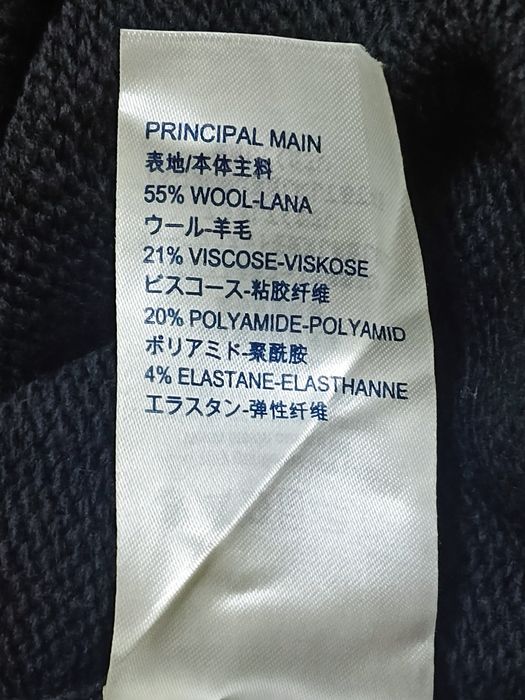 PRINCIPAL MAIN
表地/本体主料
55% WOOL-LANA
ウール-羊毛
21% VISCOSE-VISKOSE
ビスコース-粘胶纤维
20% POLYAMIDE-POLYAMID
ポリアミド-聚酰胺
4% ELASTANE-ELASTHANNE
エラスタン-弹性纤维